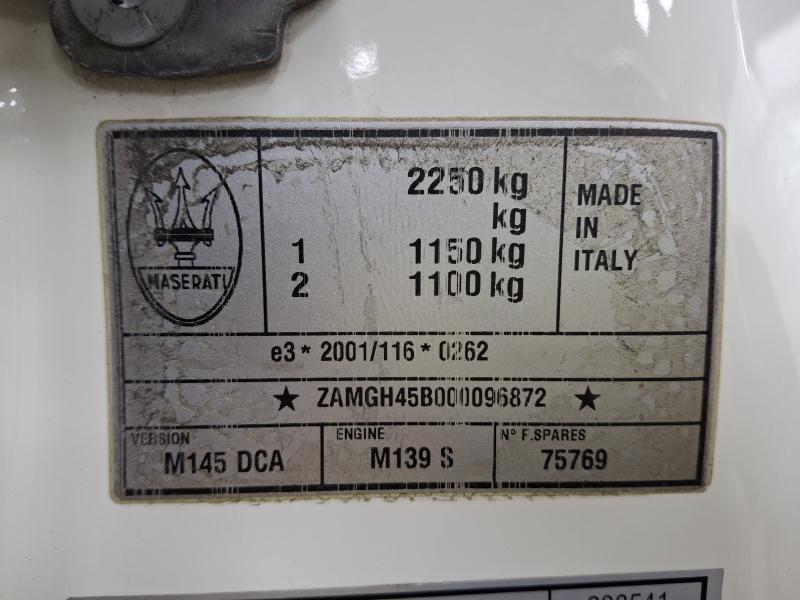 MASERATI
2250 kg
kg
1 1150 kg
2 1100 kg
MADE
IN
ITALY
e3 * 2001/116 * 0262
★ ZAMGH45B000096872 ★
VERSION
M145 DCA
ENGINE
M139 S
N° F.SPARES
75769